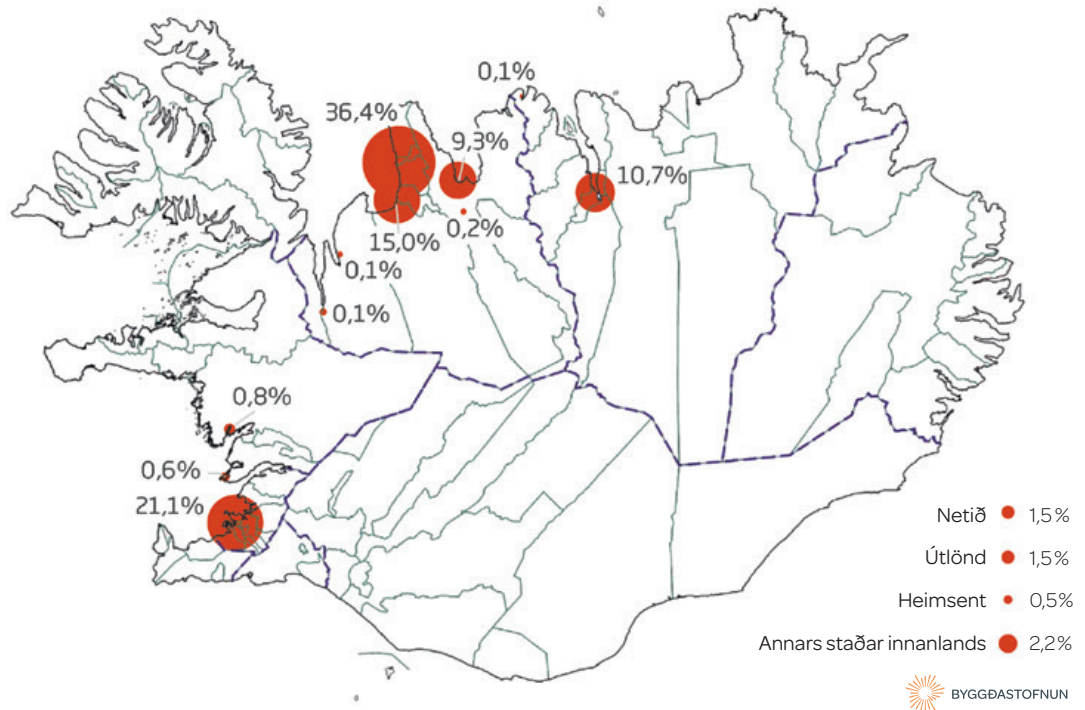 0,1%
36,4%
9,3%
10,7%
15,0%
0,2%
0,1%
0,1%
0,8%
0,6%
21,1%
Netið 1,5%
Útlönd 1,5%
Heimsent 0,5%
Annars staðar innanlands 2,2%
BYGGÐASTOFNUN